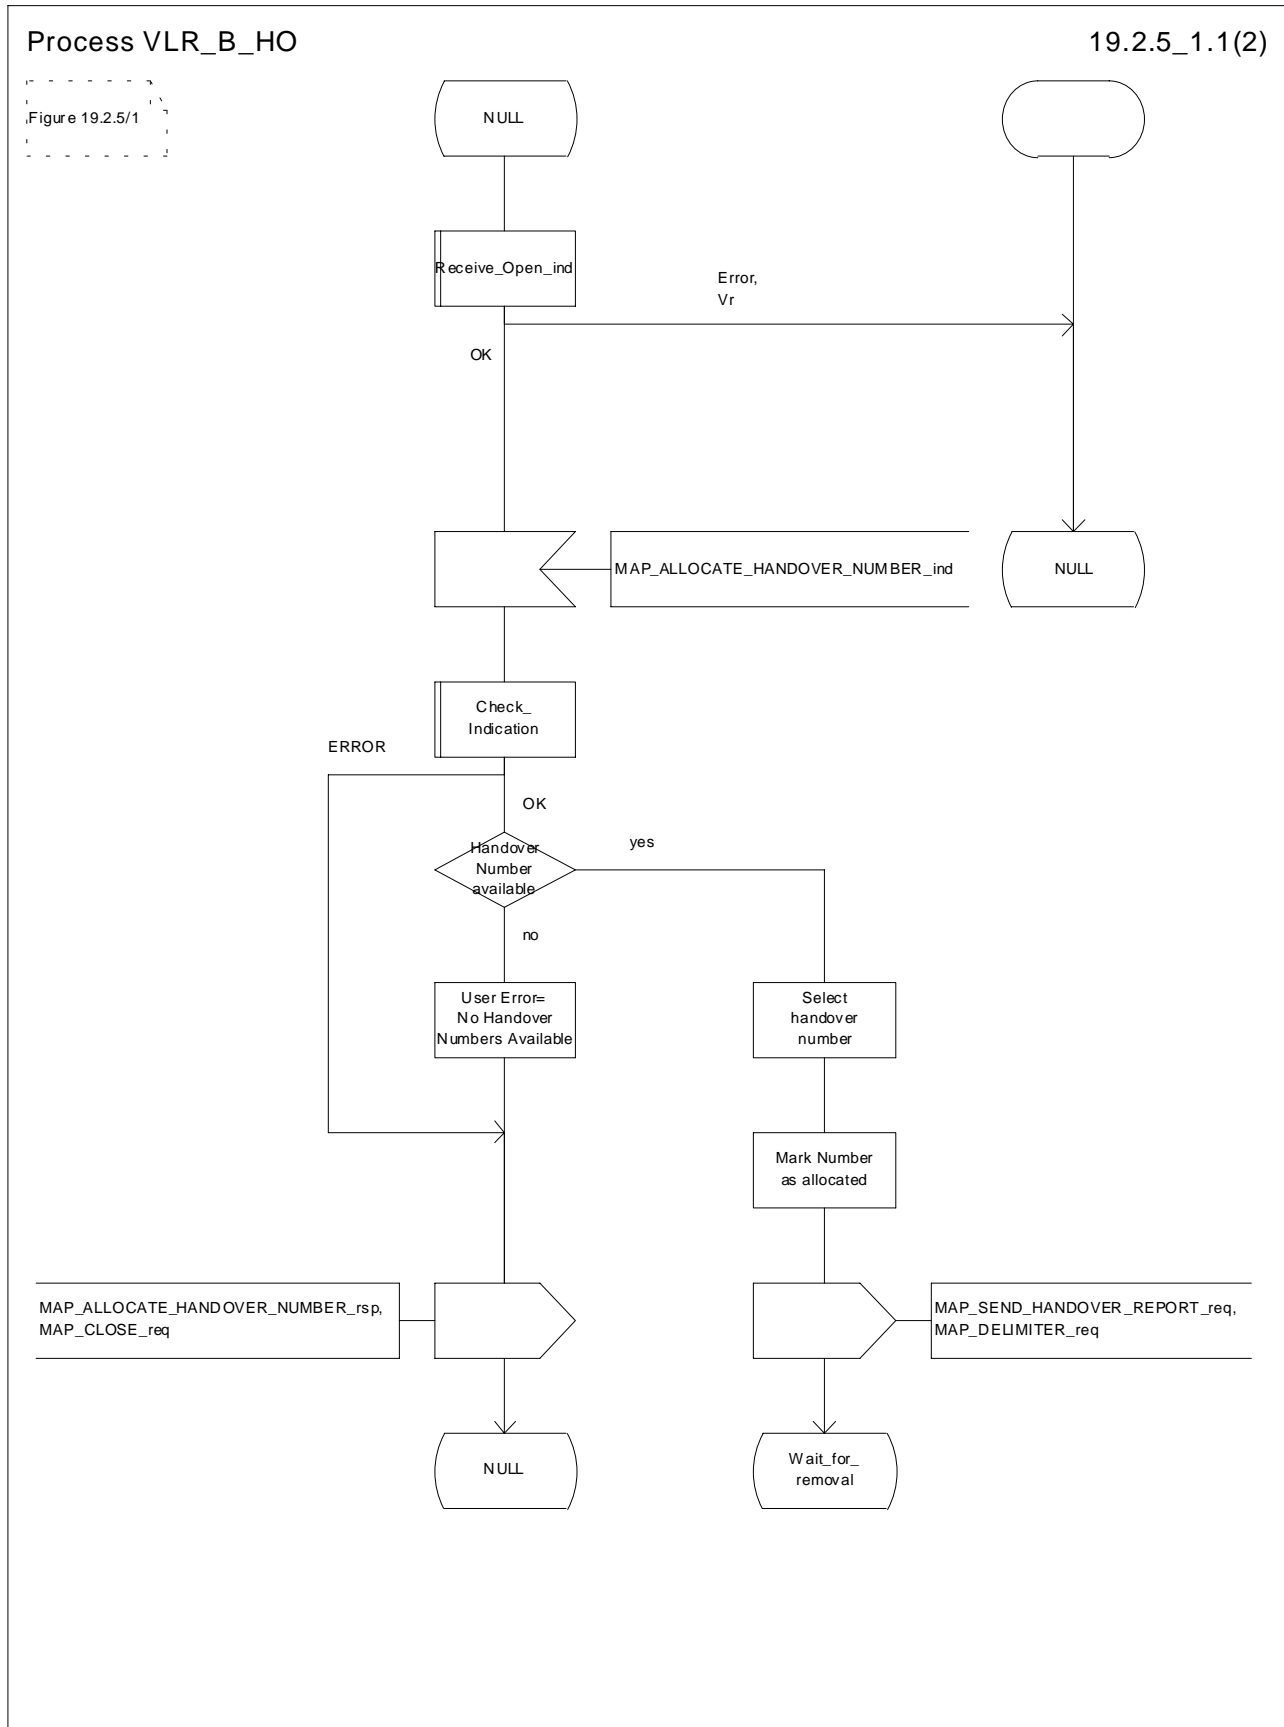 Process VLR_B_HO
19.2.5_1.1(2)
Figure 19.2.5/1
NULL
Receive_Open_ind
Error,
Vr
OK
MAP_ALLOCATE_HANDOVER_NUMBER_ind
NULL
Check_
Indication
ERROR
OK
Handover
Number
available
yes
no
User Error=
No Handover
Numbers Available
Select
handover
number
Mark Number
as allocated
MAP_ALLOCATE_HANDOVER_NUMBER_rsp,
MAP_CLOSE_req
MAP_SEND_HANDOVER_REPORT_req,
MAP_DELIMITER_req
NULL
Wait_for_
removal